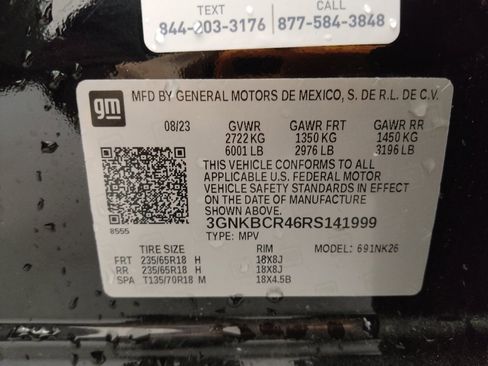 TEXT CALL
844-203-3176 877-584-3848
gm MFD BY GENERAL MOTORS DE MEXICO, S. DE R.L. DE C.V.
08/23 GVWR GAWR FRT GAWR RR
2722 KG 1350 KG 1450 KG
6001 LB 2976 LB 3196 LB
THIS VEHICLE CONFORMS TO ALL
APPLICABLE U.S. FEDERAL MOTOR
VEHICLE SAFETY STANDARDS IN EFFECT
ON THE DATE OF MANUFACTURE
SHOWN ABOVE.
3GNKBCR46RS141999
8555 TYPE: MPV
TIRE SIZE RIM MODEL: 691NK26
FRT 235/65R18 H 18X8J
RR 235/65R18 H 18X8J
SPA T135/70R18 M 18X4.5B